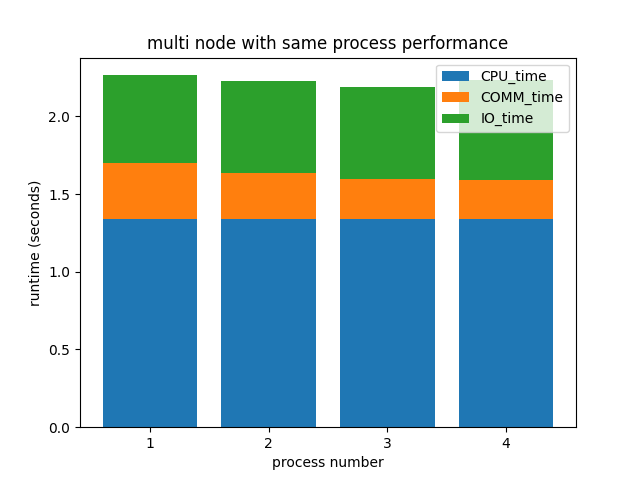 multi node with same process performance
CPU_time
COMM_time
IO_time
2.0
1.5
1.0
0.5
0.0
runtime (seconds)
1 2 3 4
process number